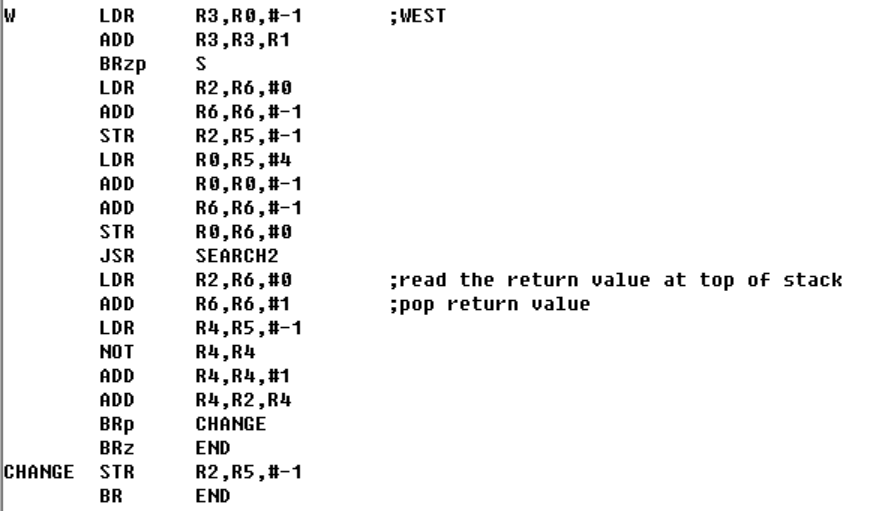 W LDR R3,R0,#-1 ;WEST
ADD R3,R3,R1
BRzp S
LDR R2,R6,#0
ADD R6,R6,#-1
STR R2,R5,#-1
LDR R0,R5,#4
ADD R0,R0,#-1
ADD R6,R6,#-1
STR R0,R6,#0
JSR SEARCH2
LDR R2,R6,#0 ;read the return value at top of stack
ADD R6,R6,#1 ;pop return value
LDR R4,R5,#-1
NOT R4,R4
ADD R4,R4,#1
ADD R4,R2,R4
BRp CHANGE
BRz END
CHANGE STR R2,R5,#-1
BR END